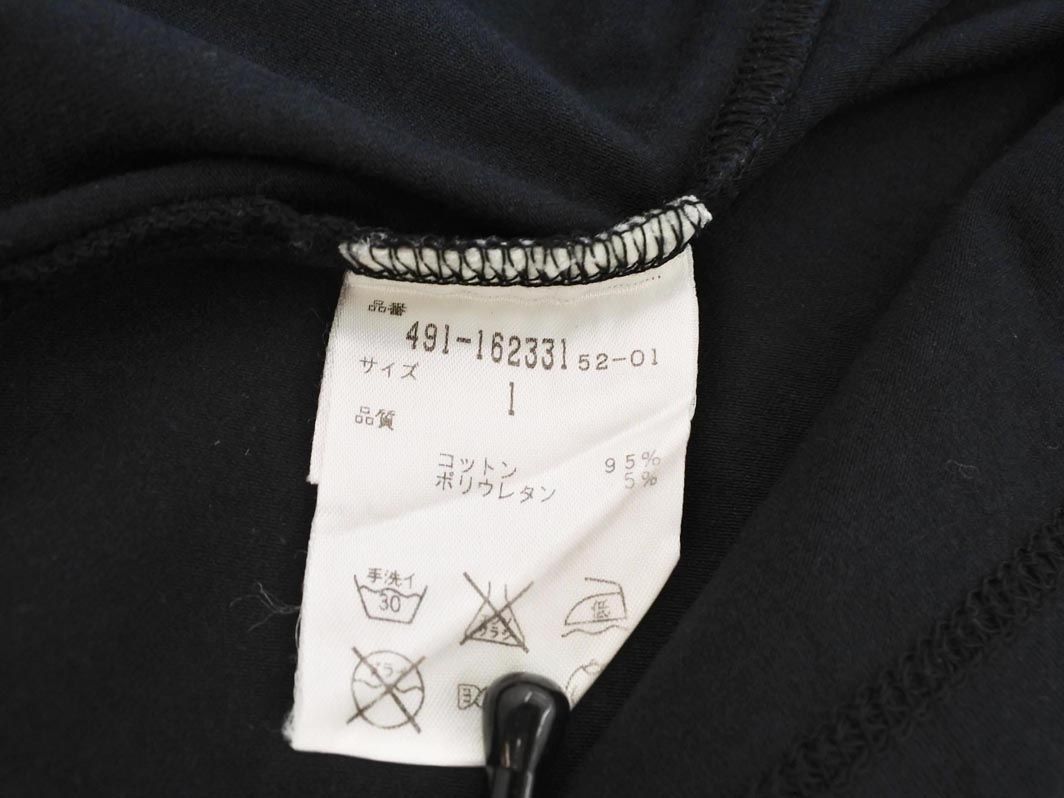 品番
491-162331 52-01
サイズ
1
品質
コットン 95%
ポリウレタン 5%
手洗イ
30
低